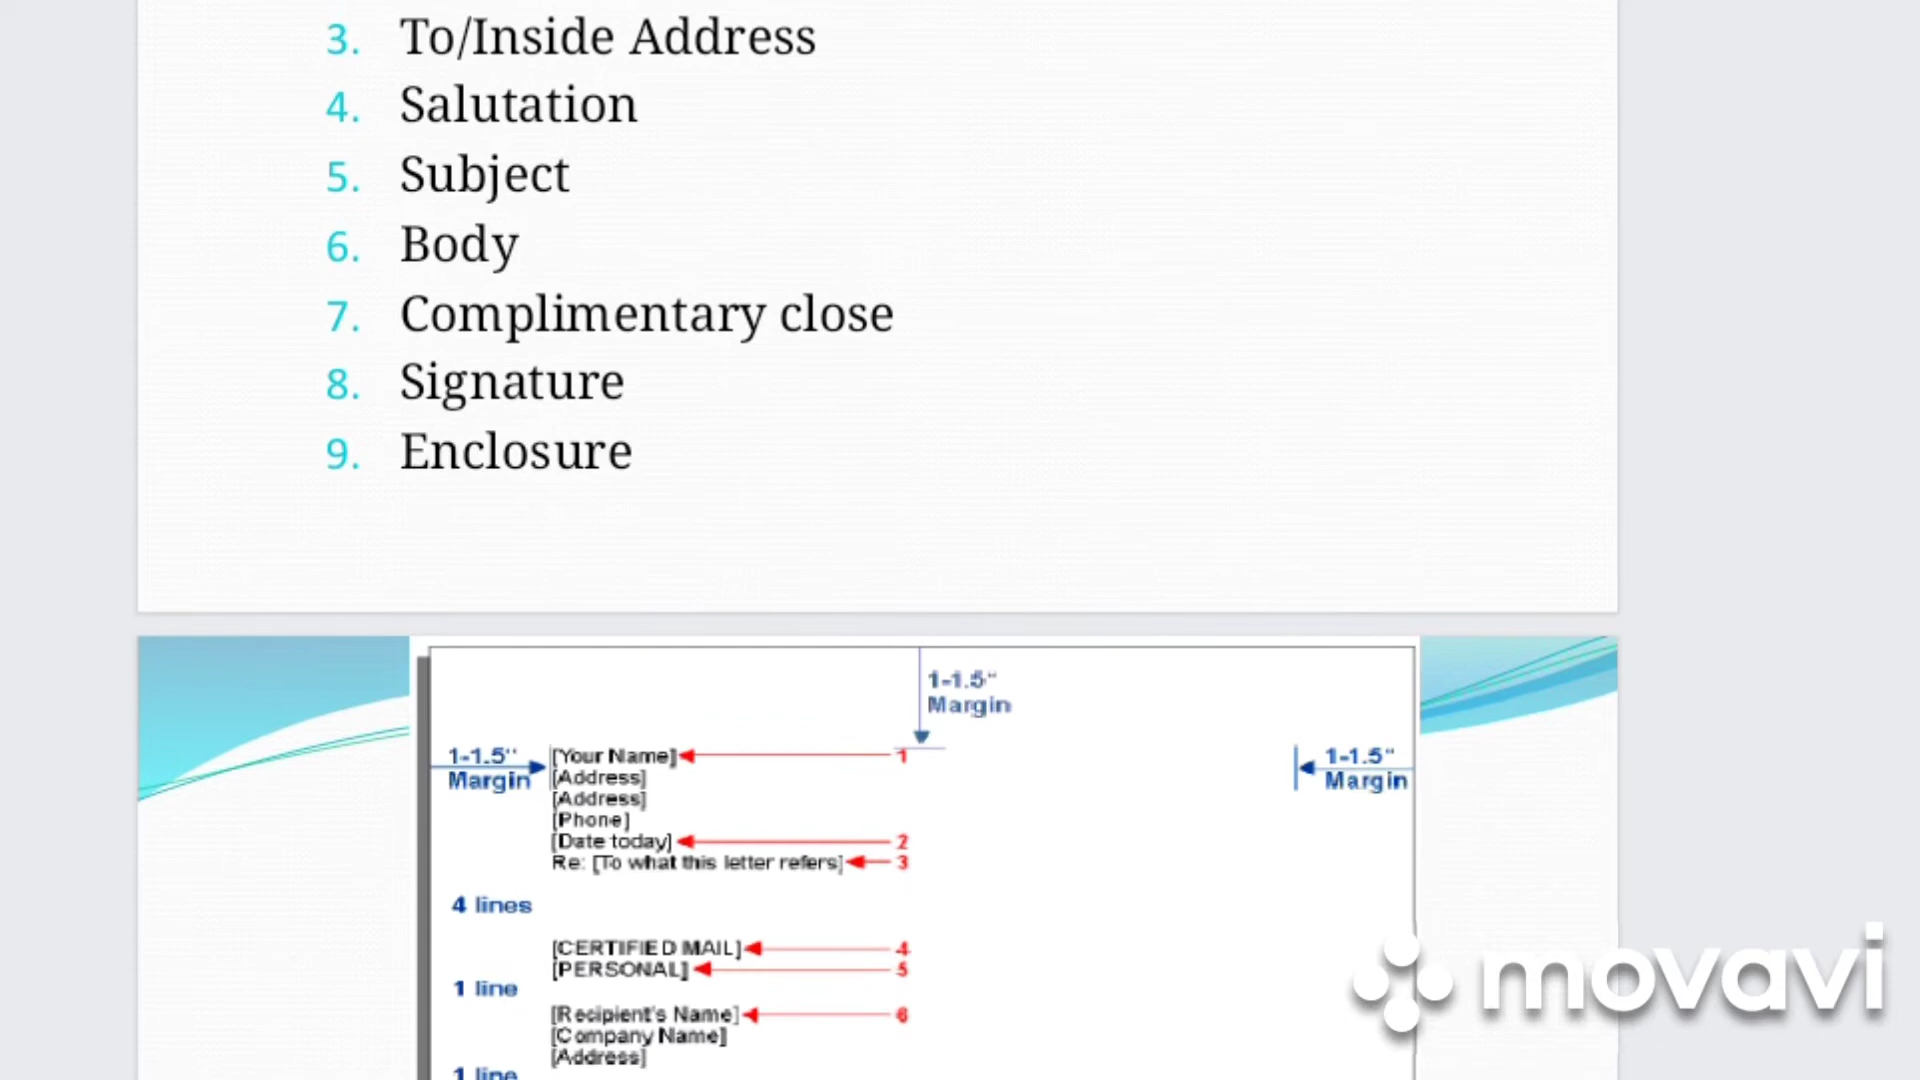 3. To/Inside Address
4. Salutation
5. Subject
6. Body
7. Complimentary close
8. Signature
9. Enclosure
1-1.5"
Margin
1-1.5"
Margin
[Your Name] 1
1-1.5"
Margin
[Address]
[Address]
[Phone]
[Date today] 2
Re: [To what this letter refers] 3
4 lines
[CERTIFIED MAIL] 4
[PERSONAL] 5
1 line
[Recipient's Name] 6
[Company Name]
[Address]
1 line
movavi